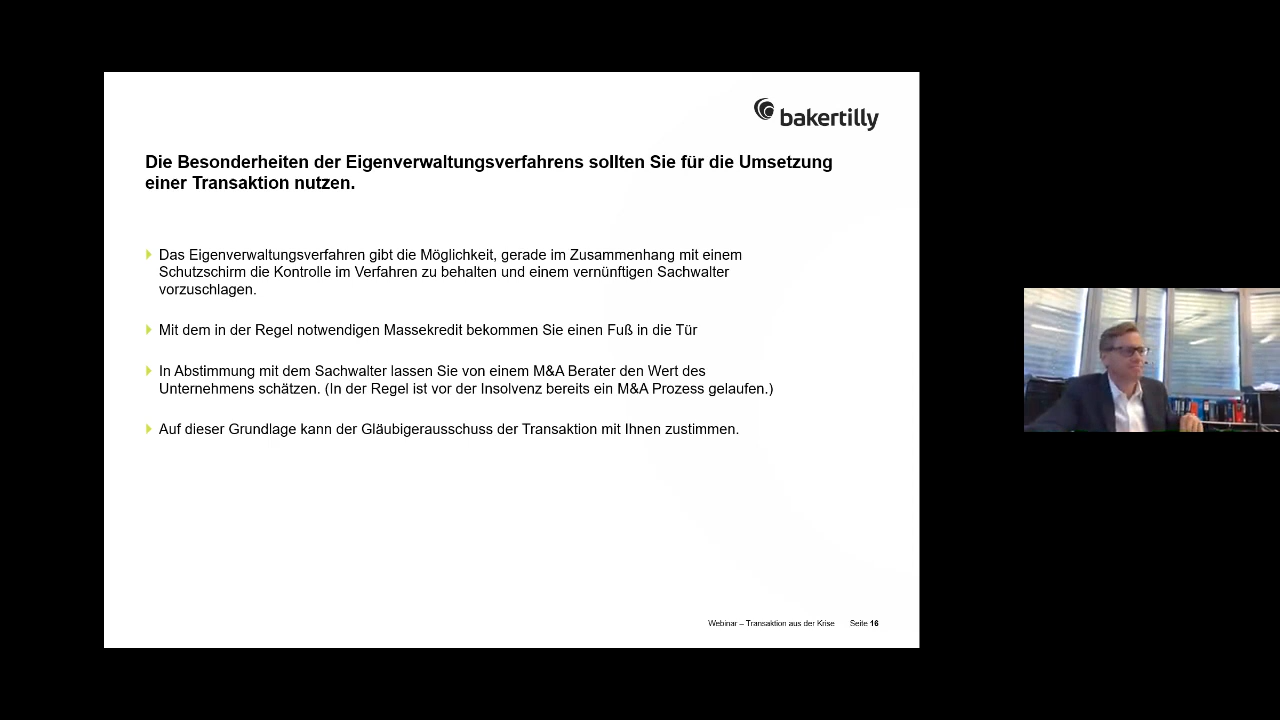 bakertilly
Die Besonderheiten der Eigenverwaltungsverfahrens sollten Sie für die Umsetzung
einer Transaktion nutzen.
Das Eigenverwaltungsverfahren gibt die Möglichkeit, gerade im Zusammenhang mit einem
Schutzschirm die Kontrolle im Verfahren zu behalten und einem vernünftigen Sachwalter
vorzuschlagen.
Mit dem in der Regel notwendigen Massekredit bekommen Sie einen Fuß in die Tür
In Abstimmung mit dem Sachwalter lassen Sie von einem M&A Berater den Wert des
Unternehmens schätzen. (In der Regel ist vor der Insolvenz bereits ein M&A Prozess gelaufen.)
Auf dieser Grundlage kann der Gläubigerausschuss der Transaktion mit Ihnen zustimmen.
Webinar – Transaktion aus der Krise Seite 16